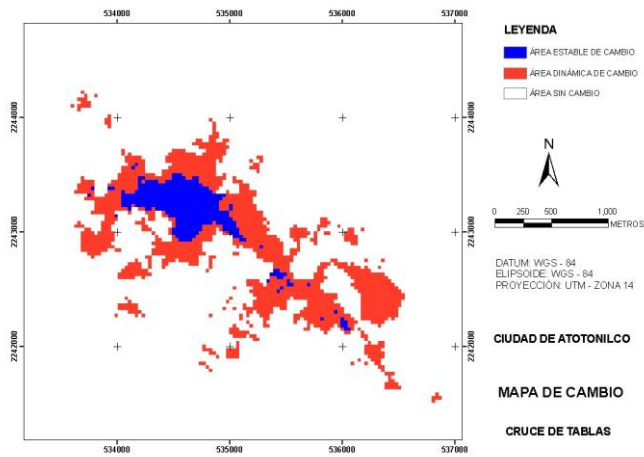 534000 535000 536000 537000
2244000
2243000
2242000
2244000
2243000
2242000
534000 535000 536000 537000
LEYENDA
ÁREA ESTABLE DE CAMBIO
ÁREA DINÁMICA DE CAMBIO
ÁREA SIN CAMBIO
N
0 250 500 1,000
METROS
DATUM: WGS - 84
ELIPSOIDE: WGS - 84
PROYECCIÓN: UTM - ZONA 14
CIUDAD DE ATOTONILCO
MAPA DE CAMBIO
CRUCE DE TABLAS